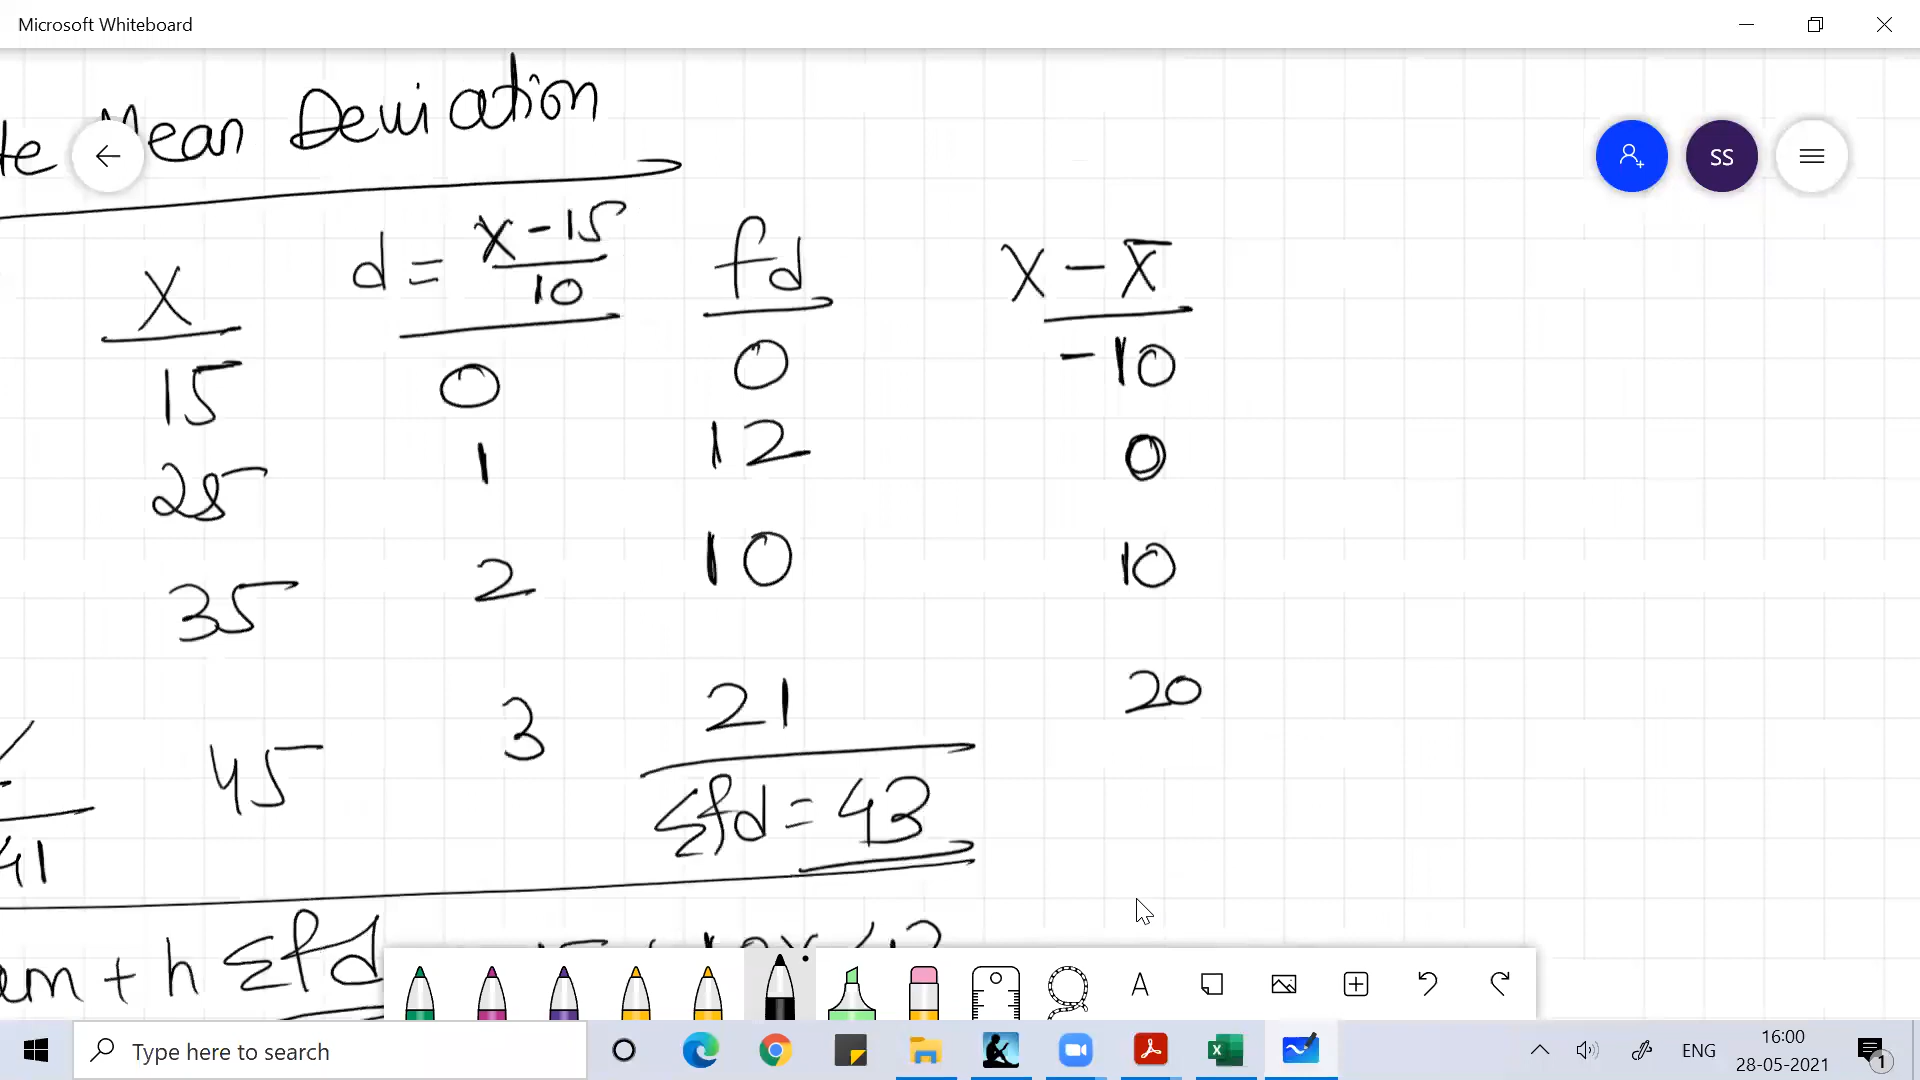 Microsoft Whiteboard
Mean Deviation
SS
X d = X - 15 / 10 fd X - X̅
15 0 0 -10
25 1 12 0
35 2 10 10
45 3 21 20
Σfd = 43
41
am + h Σfd
A
Type here to search
ENG
16:00
28-05-2021
1